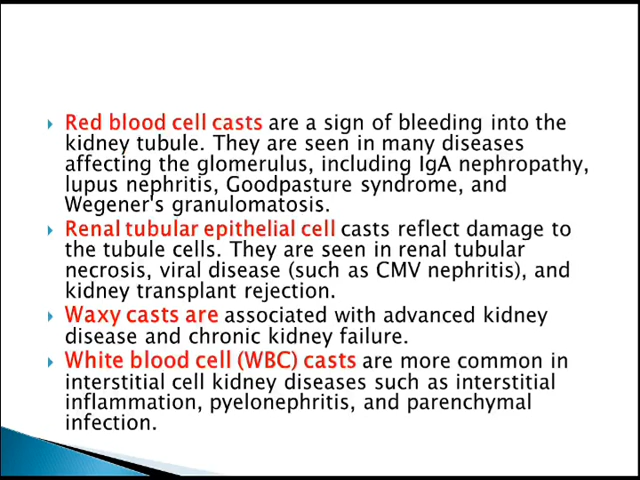 Red blood cell casts are a sign of bleeding into the
kidney tubule. They are seen in many diseases
affecting the glomerulus, including IgA nephropathy,
lupus nephritis, Goodpasture syndrome, and
Wegener's granulomatosis.
Renal tubular epithelial cell casts reflect damage to
the tubule cells. They are seen in renal tubular
necrosis, viral disease (such as CMV nephritis), and
kidney transplant rejection.
Waxy casts are associated with advanced kidney
disease and chronic kidney failure.
White blood cell (WBC) casts are more common in
interstitial cell kidney diseases such as interstitial
inflammation, pyelonephritis, and parenchymal
infection.